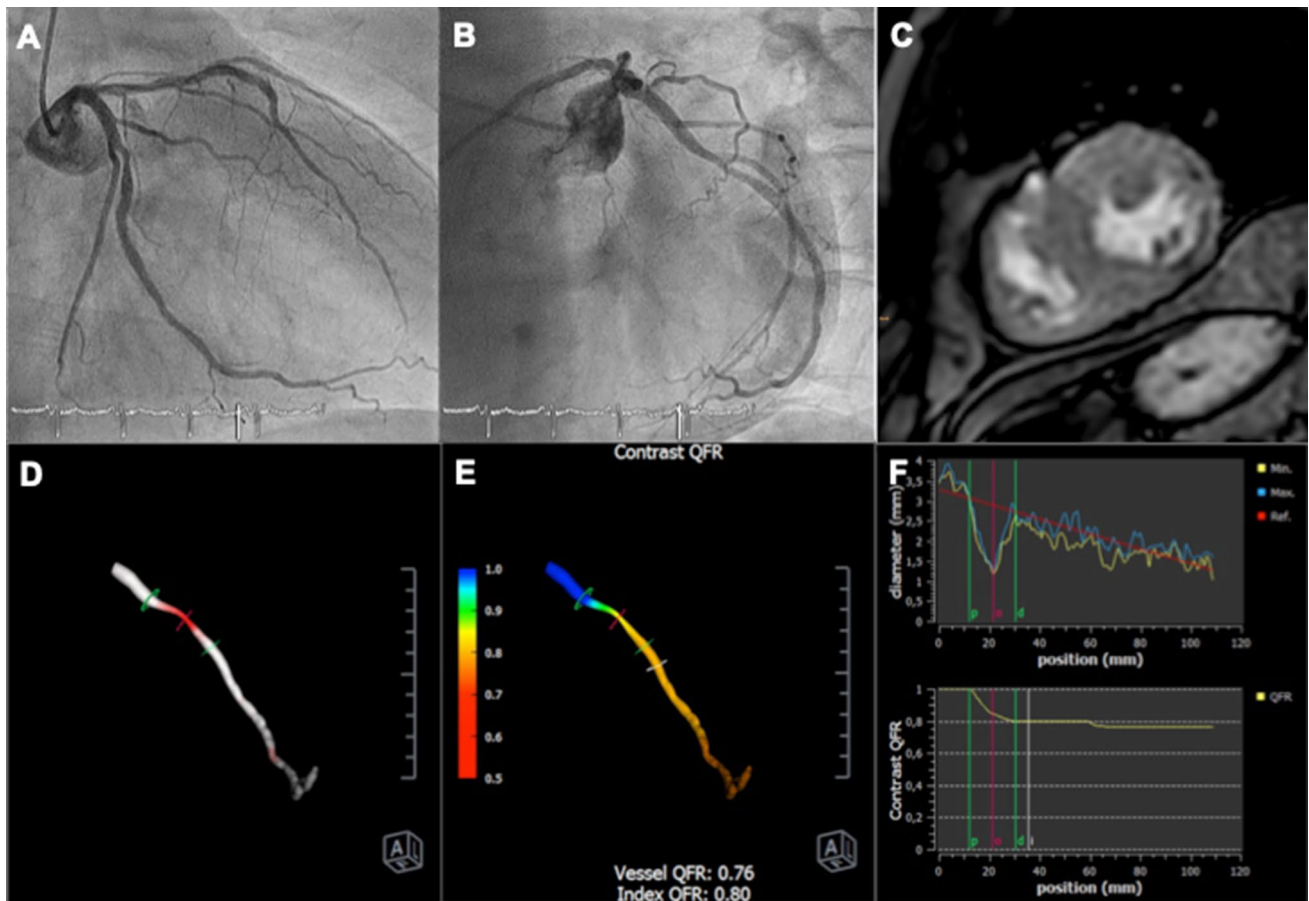 A
B
C
D
E
F
Contrast QFR
1.0
0.9
0.8
0.7
0.6
0.5
Vessel QFR: 0.76
Index QFR: 0.80
A
A
diameter (mm)
4
3,5
3
2,5
2
1,5
1
0,5
0
p
o
d
0
20
40
60
80
100
120
position (mm)
Min.
Max.
Ref.
Contrast QFR
1
0,8
0,6
0,4
0,2
0
p
o
d
i
0
20
40
60
80
100
120
position (mm)
QFR